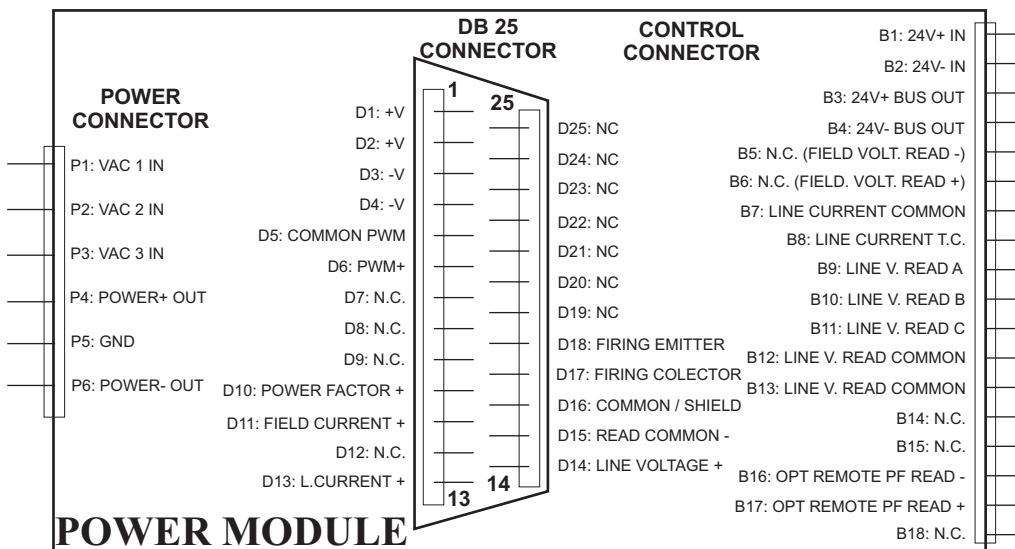 DB 25
CONNECTOR
CONTROL
CONNECTOR
POWER
CONNECTOR
P1: VAC 1 IN
P2: VAC 2 IN
P3: VAC 3 IN
P4: POWER+ OUT
P5: GND
P6: POWER- OUT
1
D1: +V
D2: +V
D3: -V
D4: -V
D5: COMMON PWM
D6: PWM+
D7: N.C.
D8: N.C.
D9: N.C.
D10: POWER FACTOR +
D11: FIELD CURRENT +
D12: N.C.
D13: L.CURRENT +
13
25
D25: NC
D24: NC
D23: NC
D22: NC
D21: NC
D20: NC
D19: NC
D18: FIRING EMITTER
D17: FIRING COLECTOR
D16: COMMON / SHIELD
D15: READ COMMON -
D14: LINE VOLTAGE +
14
B1: 24V+ IN
B2: 24V- IN
B3: 24V+ BUS OUT
B4: 24V- BUS OUT
B5: N.C. (FIELD VOLT. READ -)
B6: N.C. (FIELD. VOLT. READ +)
B7: LINE CURRENT COMMON
B8: LINE CURRENT T.C.
B9: LINE V. READ A
B10: LINE V. READ B
B11: LINE V. READ C
B12: LINE V. READ COMMON
B13: LINE V. READ COMMON
B14: N.C.
B15: N.C.
B16: OPT REMOTE PF READ -
B17: OPT REMOTE PF READ +
B18: N.C.
POWER MODULE